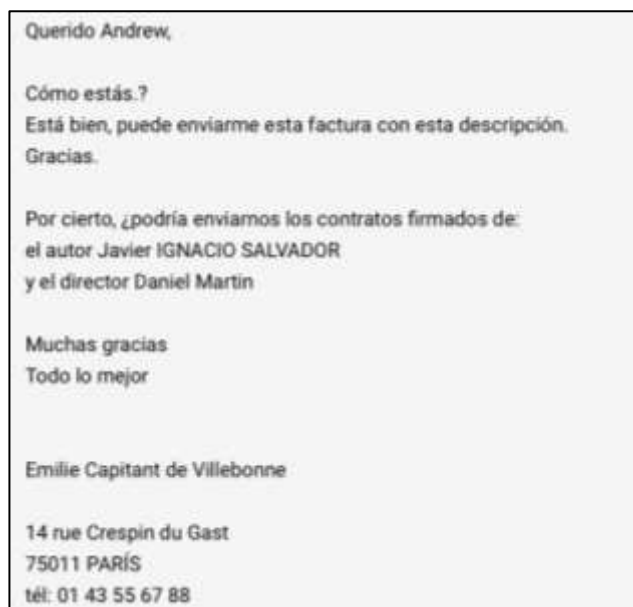 Querido Andrew,
Cómo estás.?
Está bien, puede enviarme esta factura con esta descripción.
Gracias.
Por cierto, ¿podría enviarnos los contratos firmados de:
el autor Javier IGNACIO SALVADOR
y el director Daniel Martin
Muchas gracias
Todo lo mejor
Emilie Capitant de Villebonne
14 rue Crespin du Gast
75011 PARÍS
tél: 01 43 55 67 88